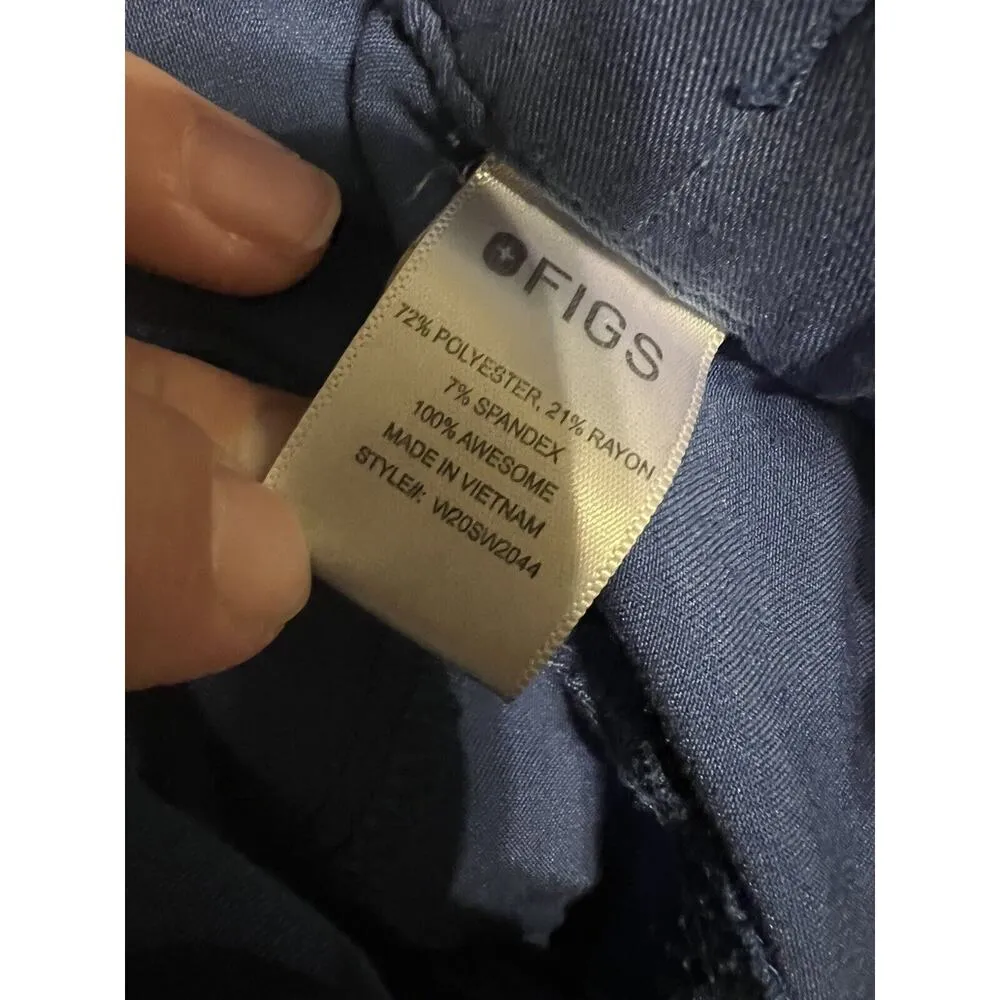 FIGS
72% POLYESTER, 21% RAYON
7% SPANDEX
100% AWESOME
MADE IN VIETNAM
STYLE#: W20SW2044